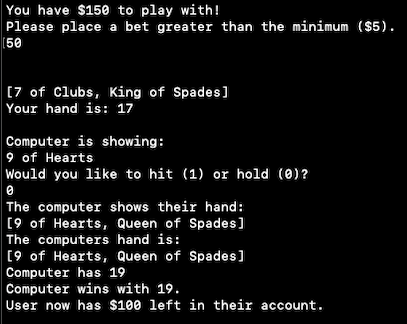 You have $150 to play with!
Please place a bet greater than the minimum ($5).
50
[7 of Clubs, King of Spades]
Your hand is: 17
Computer is showing:
9 of Hearts
Would you like to hit (1) or hold (0)?
0
The computer shows their hand:
[9 of Hearts, Queen of Spades]
The computers hand is:
[9 of Hearts, Queen of Spades]
Computer has 19
Computer wins with 19.
User now has $100 left in their account.